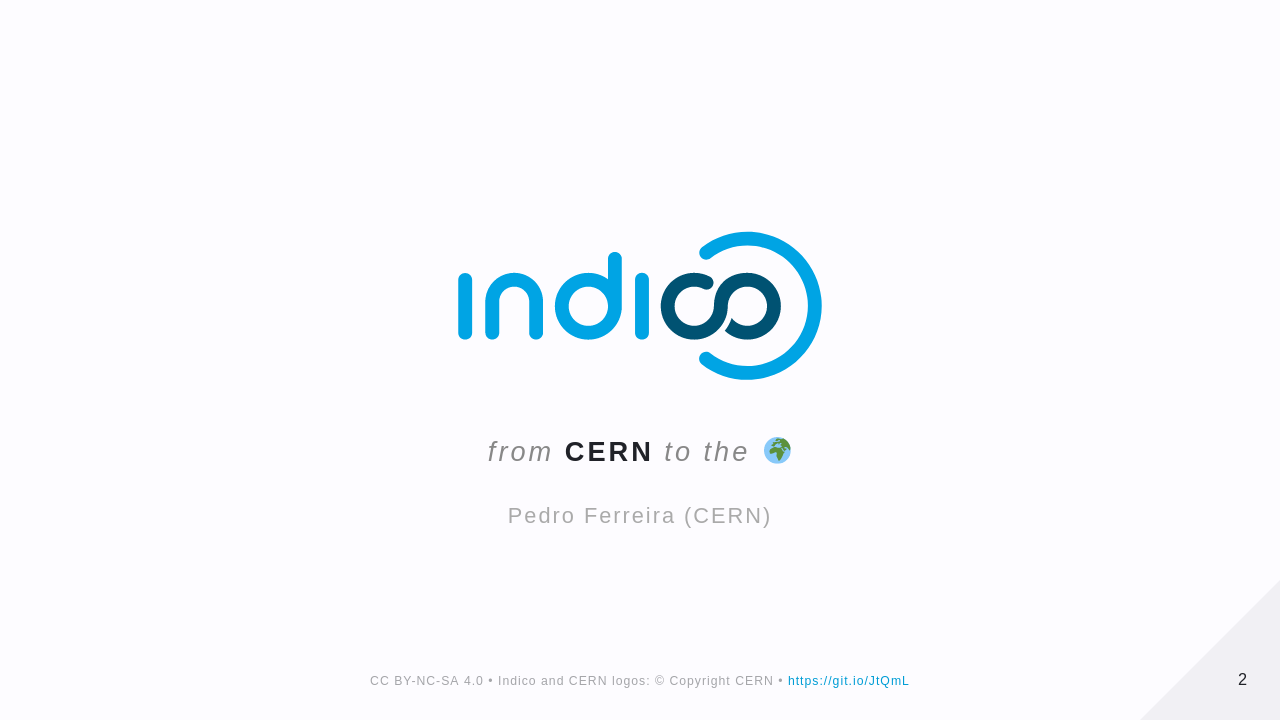 indico
from CERN to the 🌍
Pedro Ferreira (CERN)
CC BY-NC-SA 4.0 • Indico and CERN logos: © Copyright CERN • https://git.io/JtQmL
2